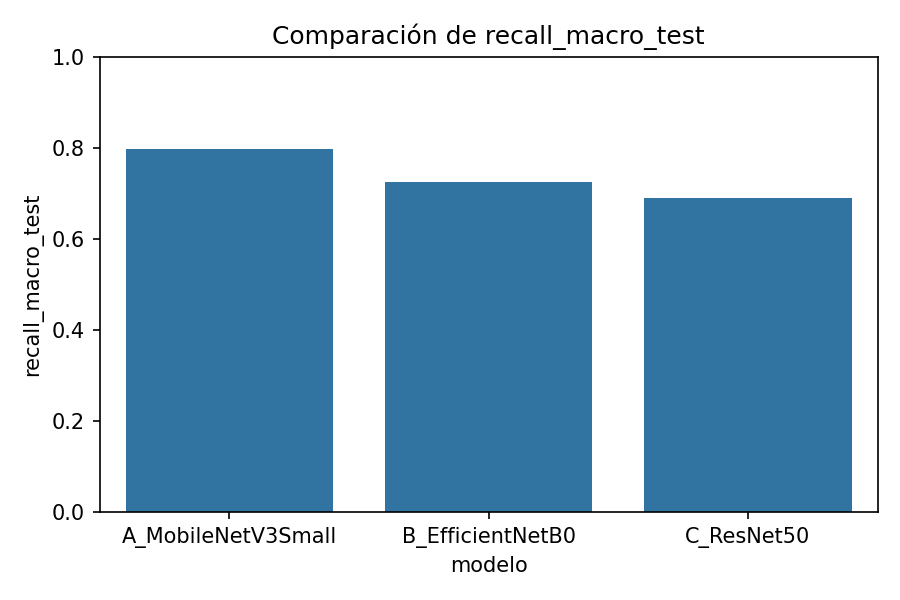 Comparación de recall_macro_test
recall_macro_test
1.0
0.8
0.6
0.4
0.2
0.0
A_MobileNetV3Small B_EfficientNetB0 C_ResNet50
modelo